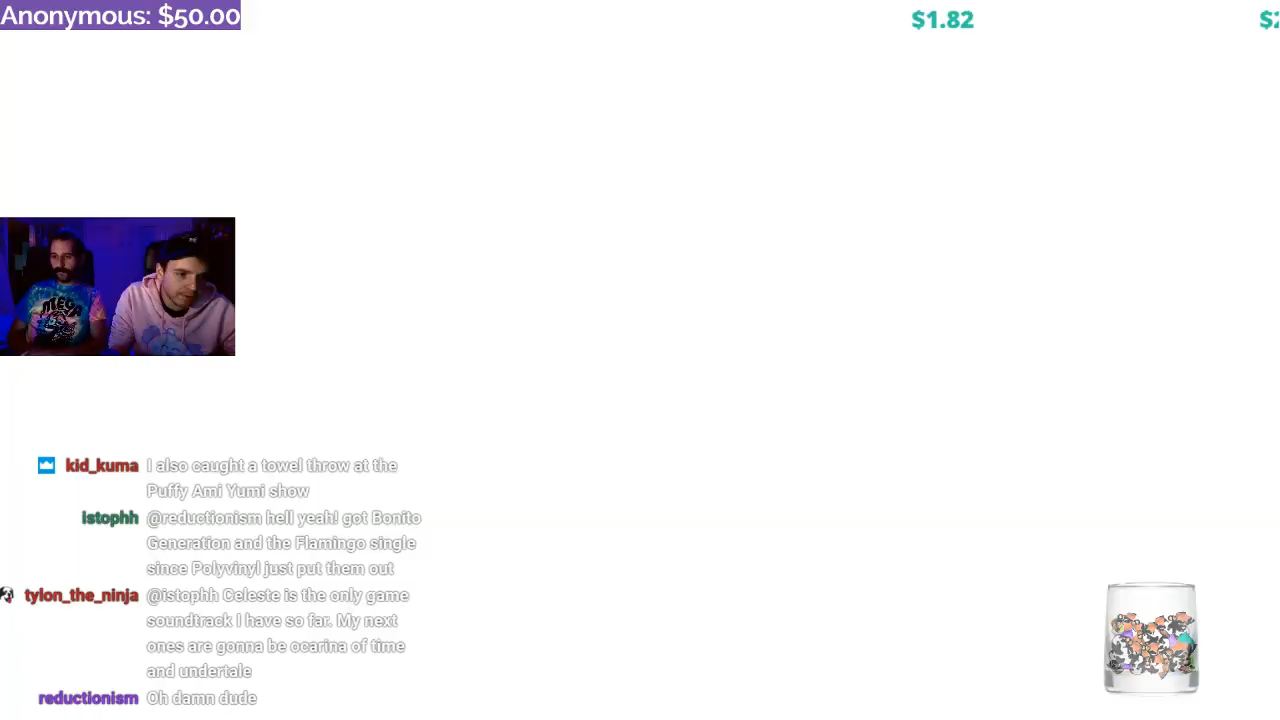 Anonymous: $50.00
$1.82
kid_kuma I also caught a towel throw at the
Puffy Ami Yumi show
istophh @reductionism hell yeah! got Bonito
Generation and the Flamingo single
since Polyvinyl just put them out
tylon_the_ninja @istophh Celeste is the only game
soundtrack I have so far. My next
ones are gonna be ocarina of time
and undertale
reductionism Oh damn dude
MEGA